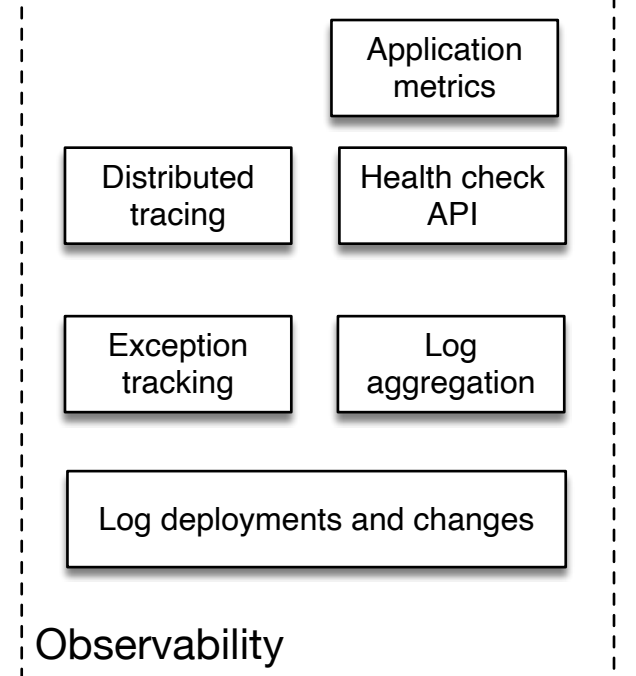 Application
metrics
Distributed
tracing
Health check
API
Exception
tracking
Log
aggregation
Log deployments and changes
Observability